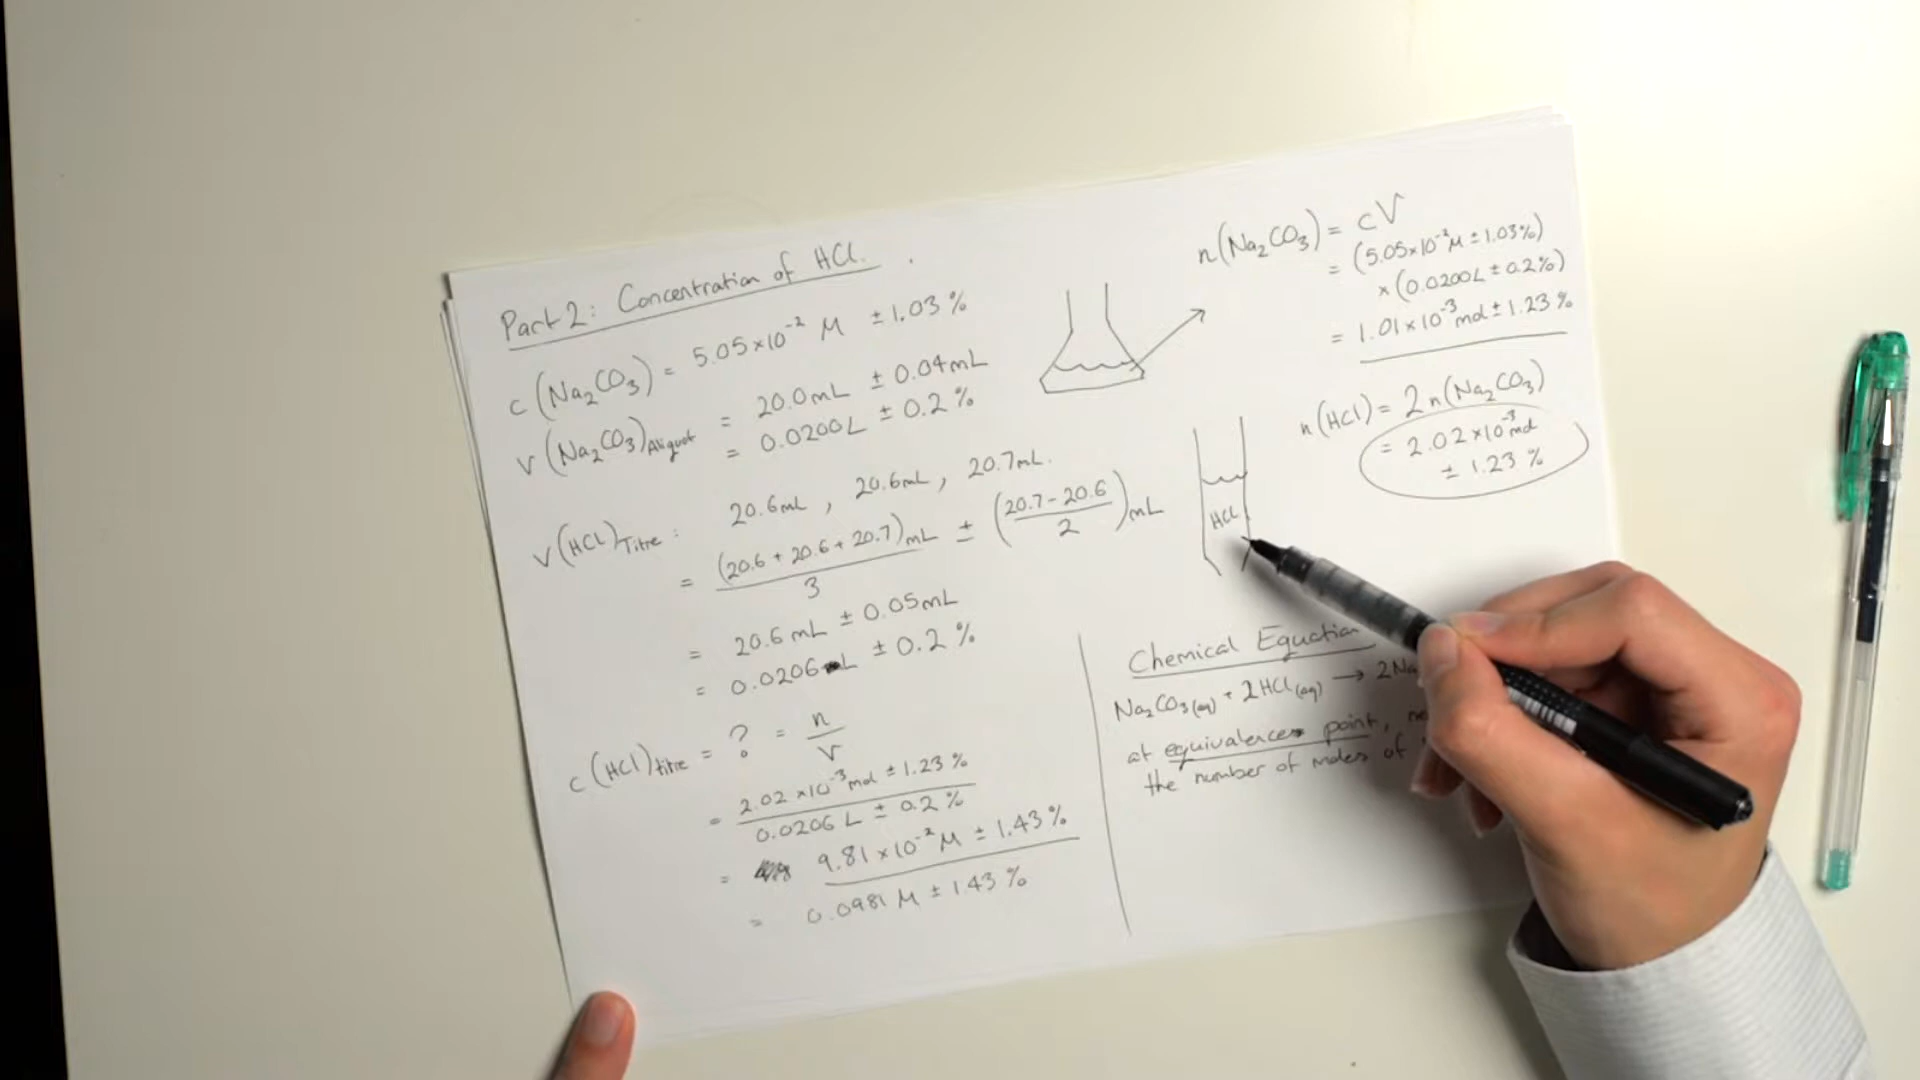 Part 2: Concentration of HCl.
c(Na₂CO₃) = 5.05×10⁻² M ± 1.03 %
V(Na₂CO₃)Aliquot = 20.0mL ± 0.04mL
= 0.0200L ± 0.2 %
V(HCl)Titre : 20.6mL , 20.6mL , 20.7mL.
= (20.6 + 20.6 + 20.7)mL / 3 ± (20.7 - 20.6 / 2)mL
= 20.6 mL ± 0.05mL
= 0.0206 L ± 0.2 %
c(HCl)titre = ? = n / V
= 2.02 ×10⁻³mol ± 1.23 % / 0.0206 L ± 0.2 %
= 9.81 ×10⁻² M ± 1.43 %
= 0.0981 M ± 1.43 %
n(Na₂CO₃) = cV
= (5.05×10⁻²M ± 1.03%)
× (0.0200L ± 0.2%)
= 1.01 ×10⁻³ mol ± 1.23 %
n(HCl) = 2n(Na₂CO₃)
= 2.02 ×10⁻³ mol
± 1.23 %
HCl
Chemical Equation
Na₂CO₃(aq) + 2HCl(aq) → 2Na
at equivalence point, ne
the number of moles of